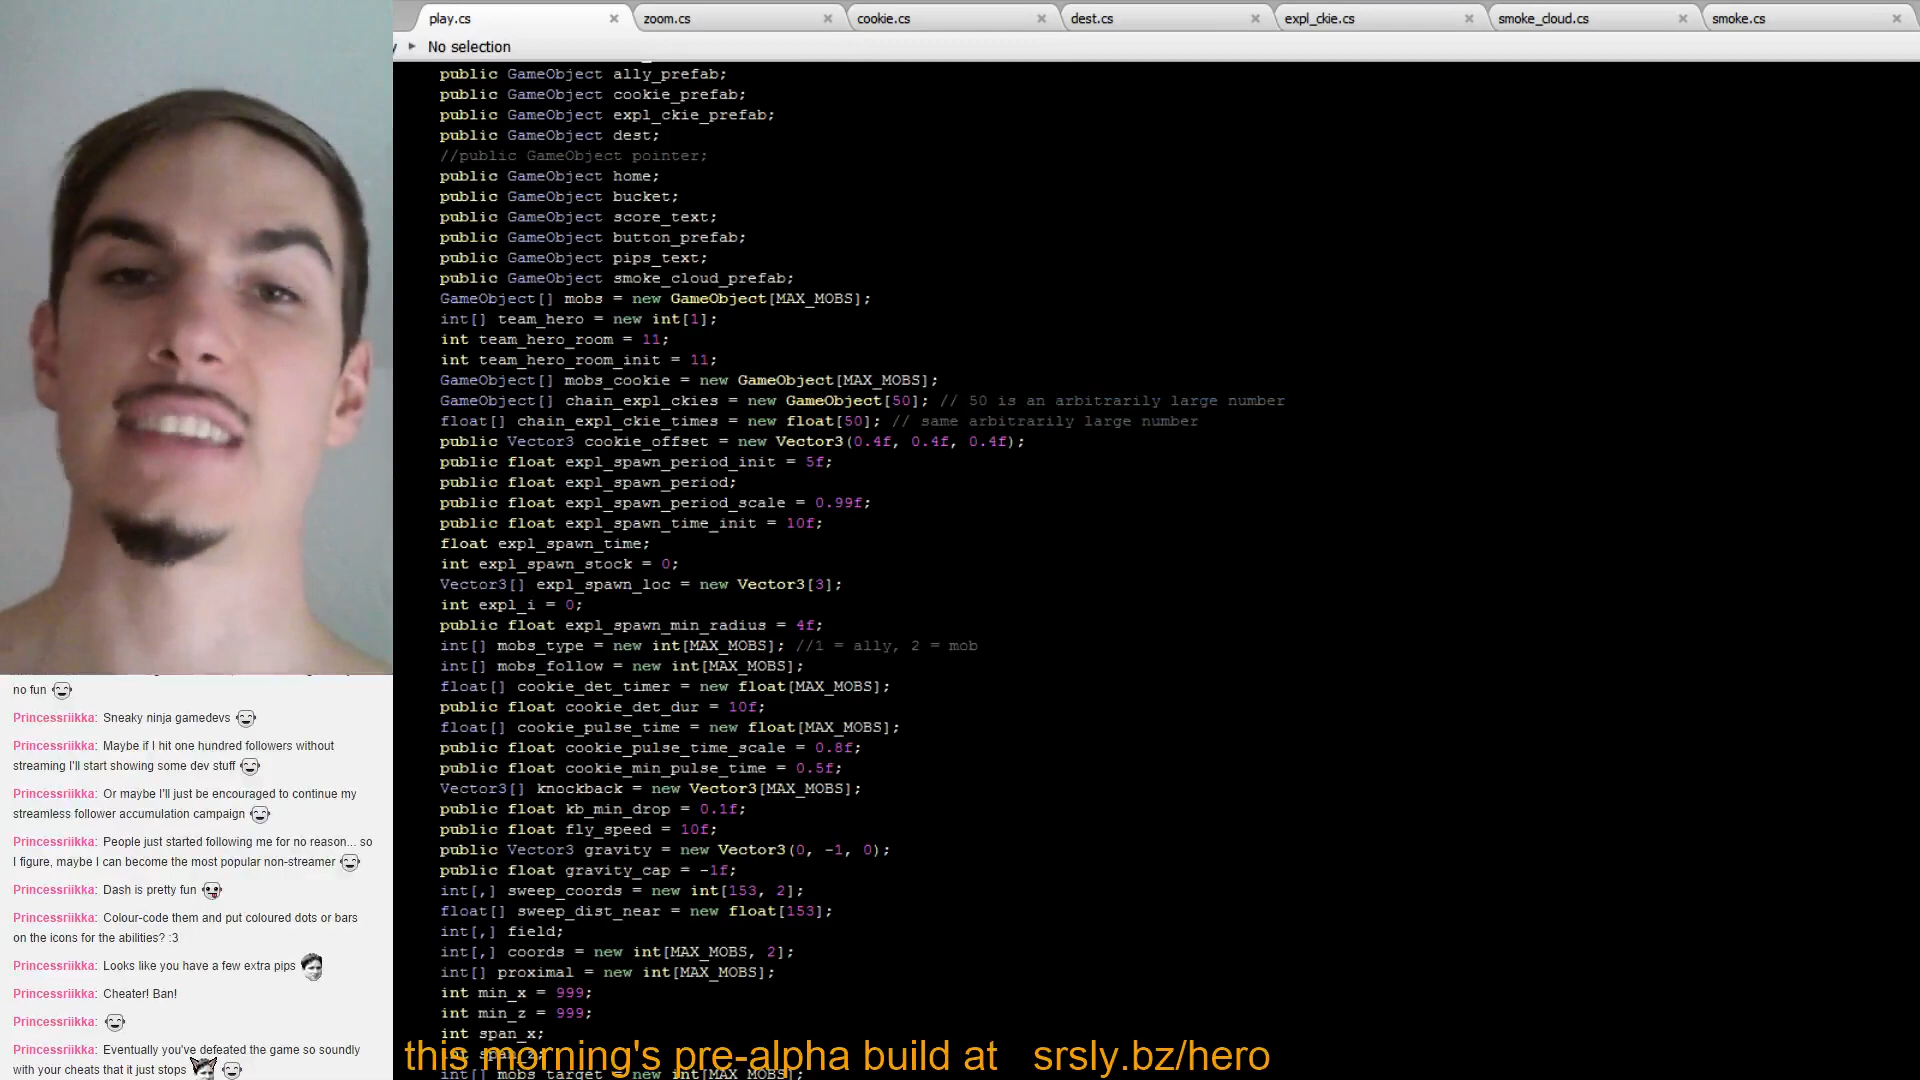 play.cs
zoom.cs
cookie.cs
dest.cs
expl_ckie.cs
smoke_cloud.cs
smoke.cs
No selection
public GameObject ally_prefab;
public GameObject cookie_prefab;
public GameObject expl_ckie_prefab;
public GameObject dest;
//public GameObject pointer;
public GameObject home;
public GameObject bucket;
public GameObject score_text;
public GameObject button_prefab;
public GameObject pips_text;
public GameObject smoke_cloud_prefab;
GameObject[] mobs = new GameObject[MAX_MOBS];
int[] team_hero = new int[1];
int team_hero_room = 11;
int team_hero_room_init = 11;
GameObject[] mobs_cookie = new GameObject[MAX_MOBS];
GameObject[] chain_expl_ckies = new GameObject[50]; // 50 is an arbitrarily large number
float[] chain_expl_ckie_times = new float[50]; // same arbitrarily large number
public Vector3 cookie_offset = new Vector3(0.4f, 0.4f, 0.4f);
public float expl_spawn_period_init = 5f;
public float expl_spawn_period;
public float expl_spawn_period_scale = 0.99f;
public float expl_spawn_time_init = 10f;
float expl_spawn_time;
int expl_spawn_stock = 0;
Vector3[] expl_spawn_loc = new Vector3[3];
int expl_i = 0;
public float expl_spawn_min_radius = 4f;
int[] mobs_type = new int[MAX_MOBS]; //1 = ally, 2 = mob
int[] mobs_follow = new int[MAX_MOBS];
float[] cookie_det_timer = new float[MAX_MOBS];
public float cookie_det_dur = 10f;
float[] cookie_pulse_time = new float[MAX_MOBS];
public float cookie_pulse_time_scale = 0.8f;
public float cookie_min_pulse_time = 0.5f;
Vector3[] knockback = new Vector3[MAX_MOBS];
public float kb_min_drop = 0.1f;
public float fly_speed = 10f;
public Vector3 gravity = new Vector3(0, -1, 0);
public float gravity_cap = -1f;
int[,] sweep_coords = new int[153, 2];
float[] sweep_dist_near = new float[153];
int[,] field;
int[,] coords = new int[MAX_MOBS, 2];
int[] proximal = new int[MAX_MOBS];
int min_x = 999;
int min_z = 999;
int span_x;
int[] mobs_target = new int[MAX_MOBS];
this morning's pre-alpha build at srsly.bz/hero
no fun
Princessriikka: Sneaky ninja gamedevs
Princessriikka: Maybe if I hit one hundred followers without
streaming I'll start showing some dev stuff
Princessriikka: Or maybe I'll just be encouraged to continue my
streamless follower accumulation campaign
Princessriikka: People just started following me for no reason... so
I figure, maybe I can become the most popular non-streamer
Princessriikka: Dash is pretty fun
Princessriikka: Colour-code them and put coloured dots or bars
on the icons for the abilities? :3
Princessriikka: Looks like you have a few extra pips
Princessriikka: Cheater! Ban!
Princessriikka:
Princessriikka: Eventually you've defeated the game so soundly
with your cheats that it just stops